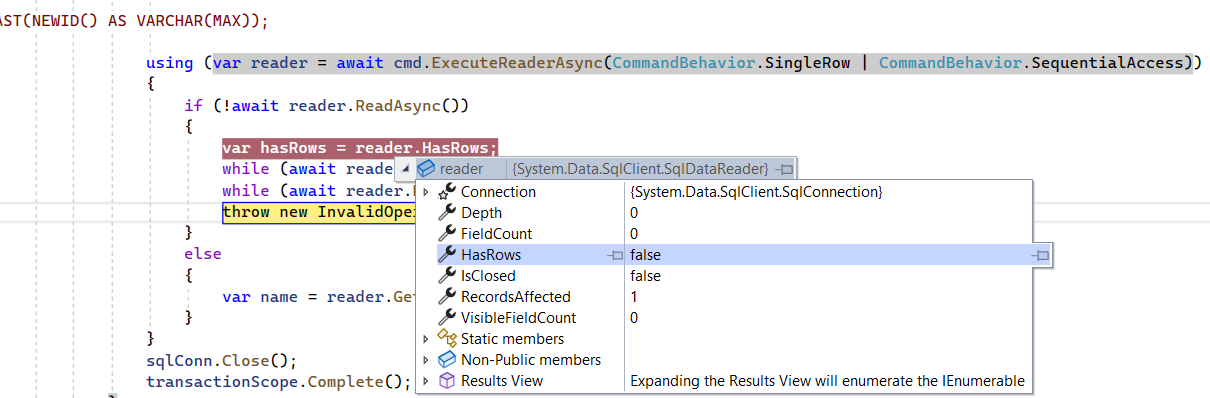 AST(NEWID() AS VARCHAR(MAX));
using (var reader = await cmd.ExecuteReaderAsync(CommandBehavior.SingleRow | CommandBehavior.SequentialAccess))
{
if (!await reader.ReadAsync())
{
var hasRows = reader.HasRows;
while (await reade
reader {System.Data.SqlClient.SqlDataReader}
while (await reader.
Connection {System.Data.SqlClient.SqlConnection}
throw new InvalidOpe
Depth 0
}
FieldCount 0
else
HasRows false
{
IsClosed false
var name = reader.Ge
RecordsAffected 1
}
VisibleFieldCount 0
}
Static members
sqlConn.Close();
Non-Public members
transactionScope.Complete();
Results View Expanding the Results View will enumerate the IEnumerable